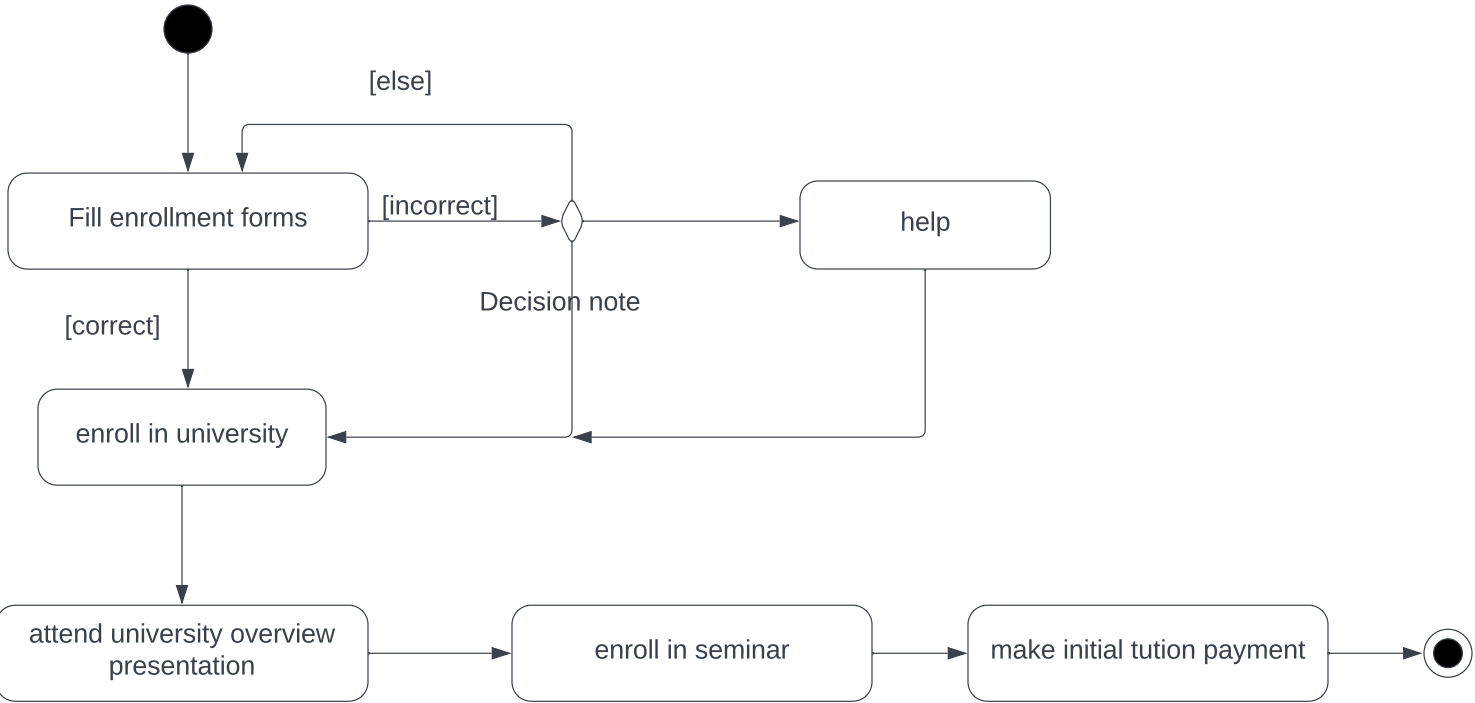 [else]
Fill enrollment forms
[incorrect]
help
Decision note
[correct]
enroll in university
attend university overview
presentation
enroll in seminar
make initial tution payment